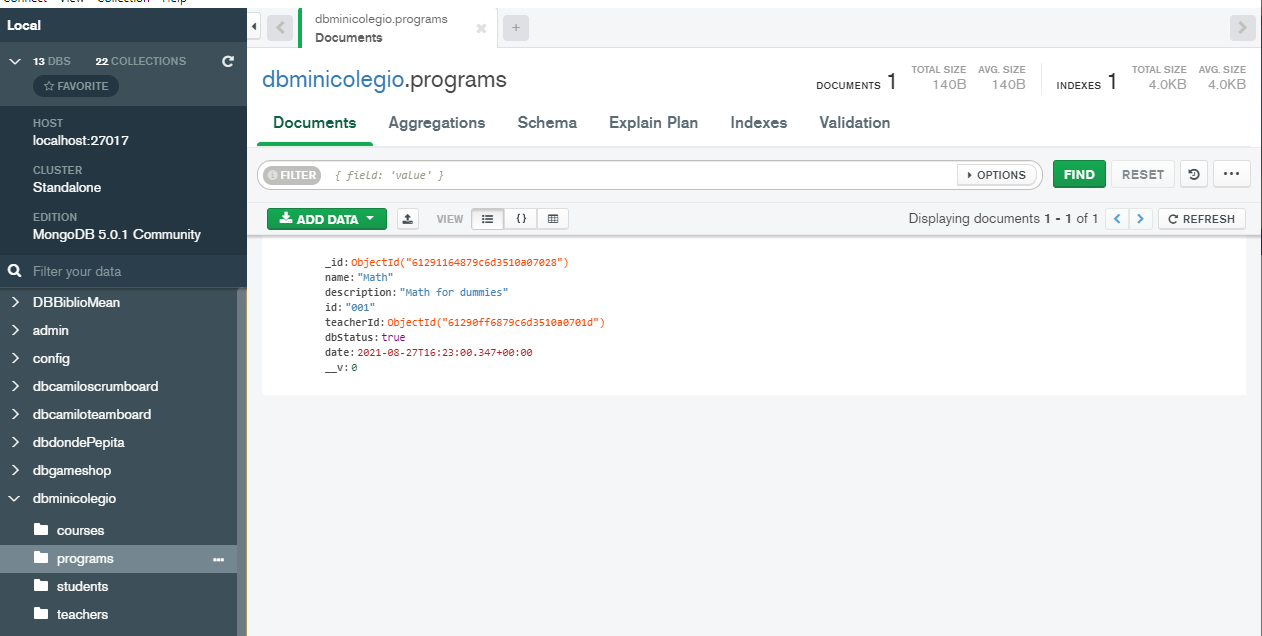 Connect View Collection Help
Local
13 DBS 22 COLLECTIONS
FAVORITE
HOST
localhost:27017
CLUSTER
Standalone
EDITION
MongoDB 5.0.1 Community
Filter your data
DBBiblioMean
admin
config
dbcamiloscrumboard
dbcamiloteamboard
dbdondePepita
dbgameshop
dbminicolegio
courses
programs
students
teachers
dbminicolegio.programs
Documents
dbminicolegio.programs
DOCUMENTS 1 TOTAL SIZE 140B AVG. SIZE 140B INDEXES 1 TOTAL SIZE 4.0KB AVG. SIZE 4.0KB
Documents Aggregations Schema Explain Plan Indexes Validation
FILTER { field: 'value' } OPTIONS FIND RESET
ADD DATA VIEW {} Displaying documents 1 - 1 of 1 REFRESH
_id: ObjectId("61291164879c6d3510a07028")
name: "Math"
description: "Math for dummies"
id: "001"
teacherId: ObjectId("61290ff6879c6d3510a0701d")
dbStatus: true
date: 2021-08-27T16:23:00.347+00:00
__v: 0